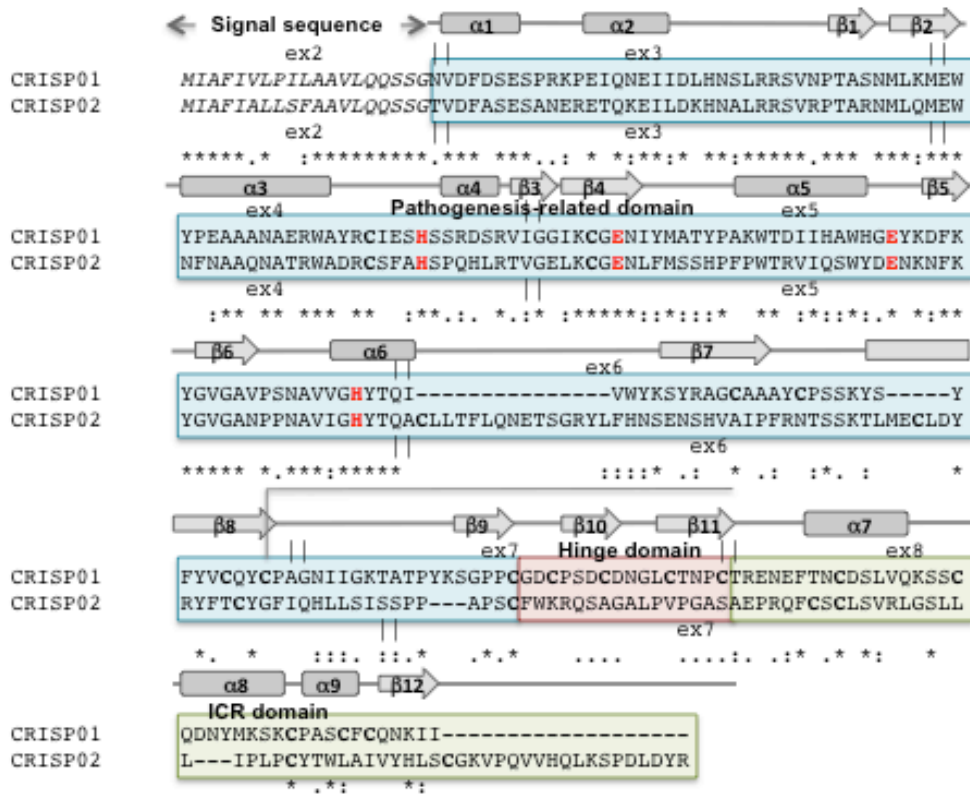 Signal sequence α1 α2 β1 β2
ex2 ex3
CRISP01 MIAFIVLPILAAVLQQSSGNVDFDSESPRKPEIQNEIIDLHNSLRRSVNPTASNMLKMEW
CRISP02 MIAFIALLSFAAVLQQSSGTVDFASESANERETQKEILDKHNALRRSVRPTARNMLQMEW
ex2 ex3
*****.* .:*********.*** ***..: * *:**:* **:*****.*** ***:***
α3 α4 β3 β4 α5 β5
ex4 Pathogenesis-related domain ex5
CRISP01 YPEAAANAERWAYRCIESHSSRDSRVIGGIKCGENIYMATYPAKWTDIIHAWHGEYKDFK
CRISP02 NFNAAQNATRWADRCSFAHSPQHLRTVGELKCGENLFMSSHPFPWTRVIQSWYDENKNFK
ex4 ex5
:** ** *** ** :**.:. *.:* :*****::*:::* ** :*::*:.* *:**
β6 α6 β7
ex6
CRISP01 YGVGAVPSNAVVGHYTQI---------------VWYKSYRAGCAAAYCPSSKYS-----Y
CRISP02 YGVGANPPNAVIGHYTQACLLTFLQNETSGRYLFHNSENSHVAIPFRNTSSKTLMECLDY
ex6
***** *.***:***** ::::* .: * .: :*. : *
β8 β9 β10 β11 α7
ex7 Hinge domain ex8
CRISP01 FYVCQYCPAGNIIGKTATPYKSGPPCGDCPSDCDNGLCTNPCTRENEFTNCDSLVQKSSC
CRISP02 RYFTCYGFIQHLLSISSPP---APSCFWKRQSAGALPVPGASAEPRQFCSCLSVRLGSLL
ex7
*. * :::. ::.* .*.* .... ....:. .:* .* *: *
α8 α9 β12
ICR domain
CRISP01 QDNYMKSKCPASCFCQNKII-------------------
CRISP02 L---IPLPCYTWLAIVYHLSCGKVPQVVHQLKSPDLDYR
* .*: *: